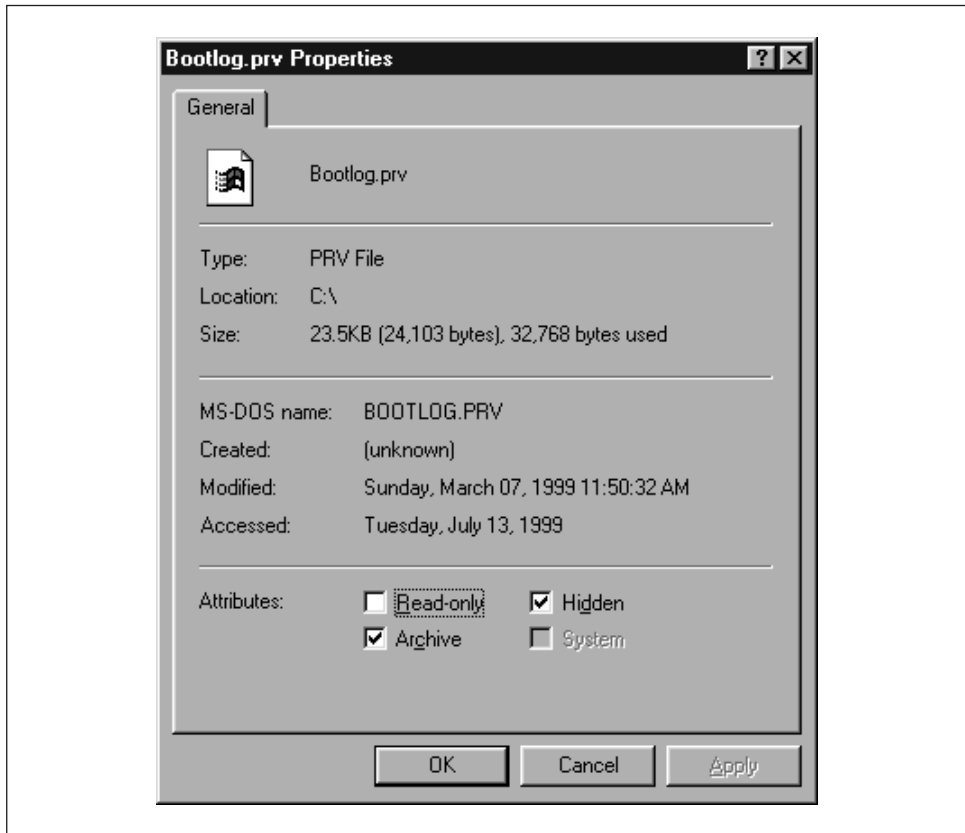 Bootlog.prv Properties
?
General
Bootlog.prv
Type: PRV File
Location: C:\
Size: 23.5KB (24,103 bytes), 32,768 bytes used
MS-DOS name: BOOTLOG.PRV
Created: (unknown)
Modified: Sunday, March 07, 1999 11:50:32 AM
Accessed: Tuesday, July 13, 1999
Attributes: Read-only Hidden
Archive System
OK Cancel Apply